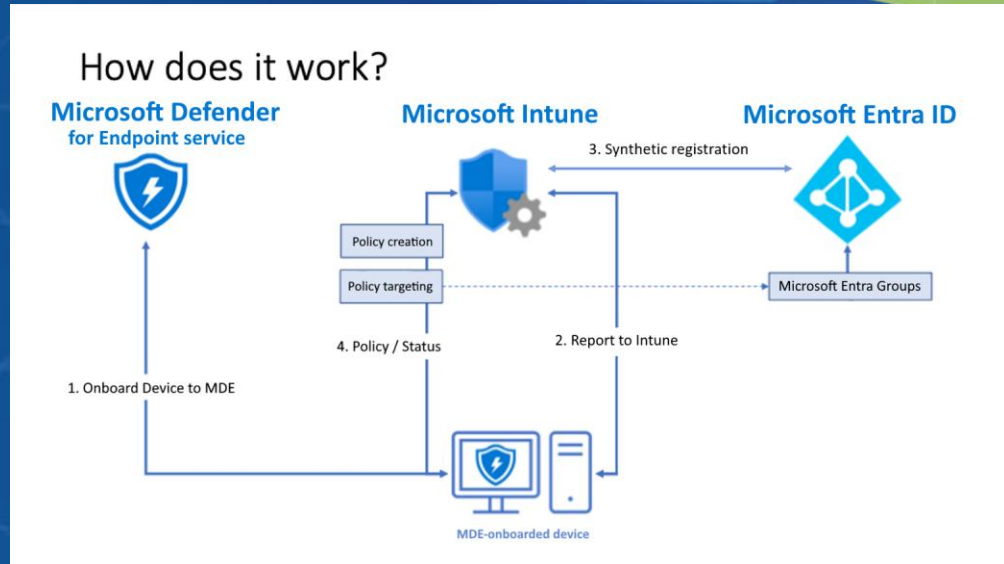 How does it work?
Microsoft Defender
for Endpoint service
Microsoft Intune
Microsoft Entra ID
3. Synthetic registration
Policy creation
Policy targeting
Microsoft Entra Groups
4. Policy / Status
2. Report to Intune
1. Onboard Device to MDE
MDE-onboarded device